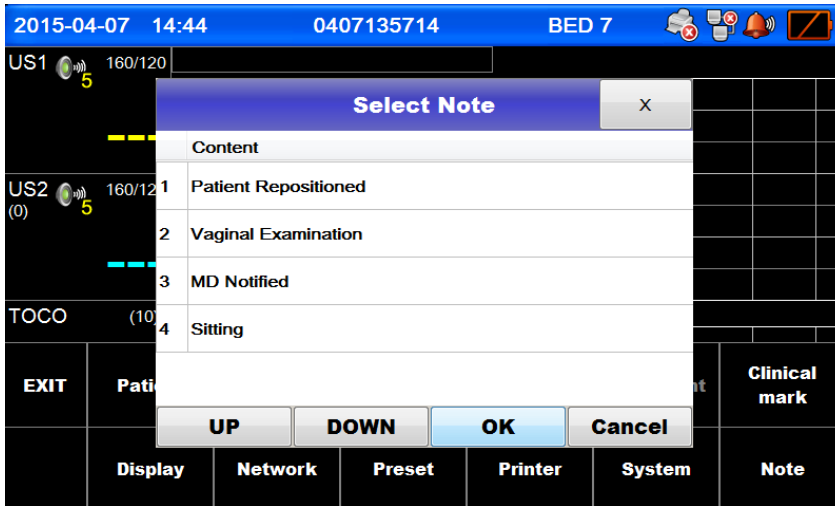 2015-04-07 14:44 0407135714 BED 7
US1 5 160/120
Select Note X
Content
1 Patient Repositioned
US2 (0) 5 160/12
2 Vaginal Examination
3 MD Notified
TOCO (10)
4 Sitting
EXIT Patie nt Clinical mark
UP DOWN OK Cancel
Display Network Preset Printer System Note